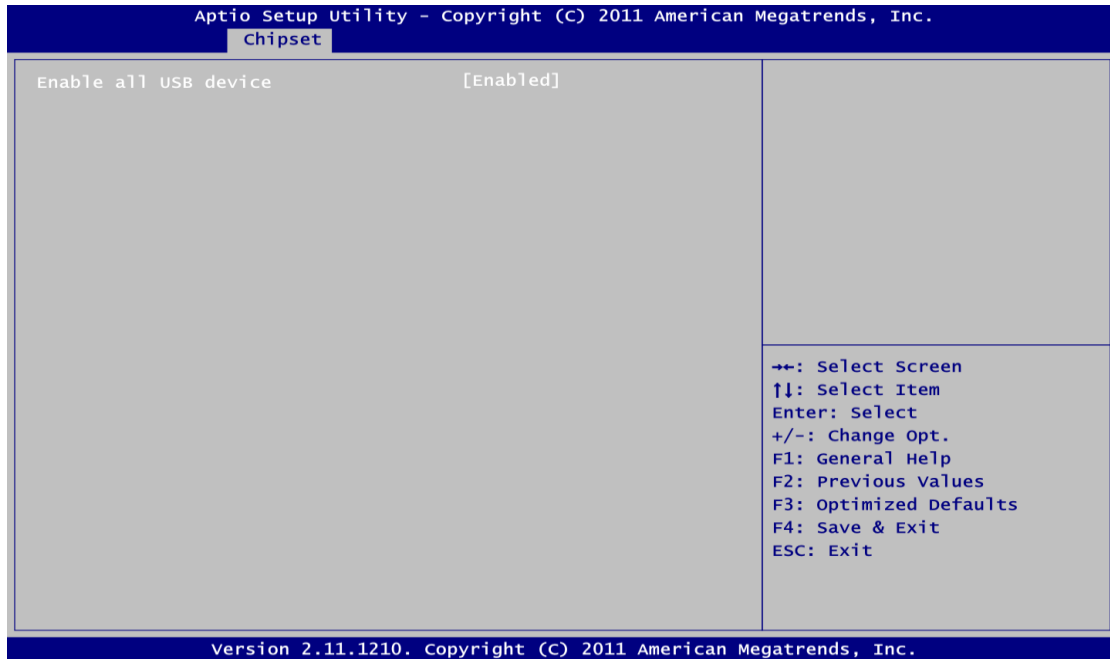 Aptio Setup Utility - Copyright (C) 2011 American Megatrends, Inc.
Chipset
Enable all USB device [Enabled]
→←: Select Screen
↑↓: Select Item
Enter: Select
+/-: Change Opt.
F1: General Help
F2: Previous Values
F3: Optimized Defaults
F4: Save & Exit
ESC: Exit
Version 2.11.1210. Copyright (C) 2011 American Megatrends, Inc.